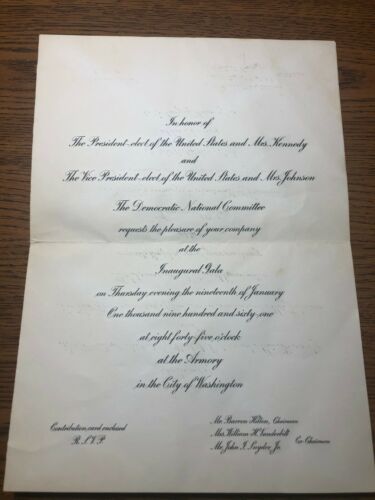 In honor of
The President-elect of the United States and Mrs. Kennedy
and
The Vice President-elect of the United States and Mrs. Johnson
The Democratic National Committee
requests the pleasure of your company
at the
Inaugural Gala
on Thursday evening the nineteenth of January
One thousand nine hundred and sixty-one
at eight forty-five o'clock
at the Armory
in the City of Washington
Contribution card enclosed
R.S.V.P.
Mr. Barron Hilton, Chairman
Mrs. William H. Vanderbilt
Mr. John I. Snyder, Jr.
Co-Chairmen